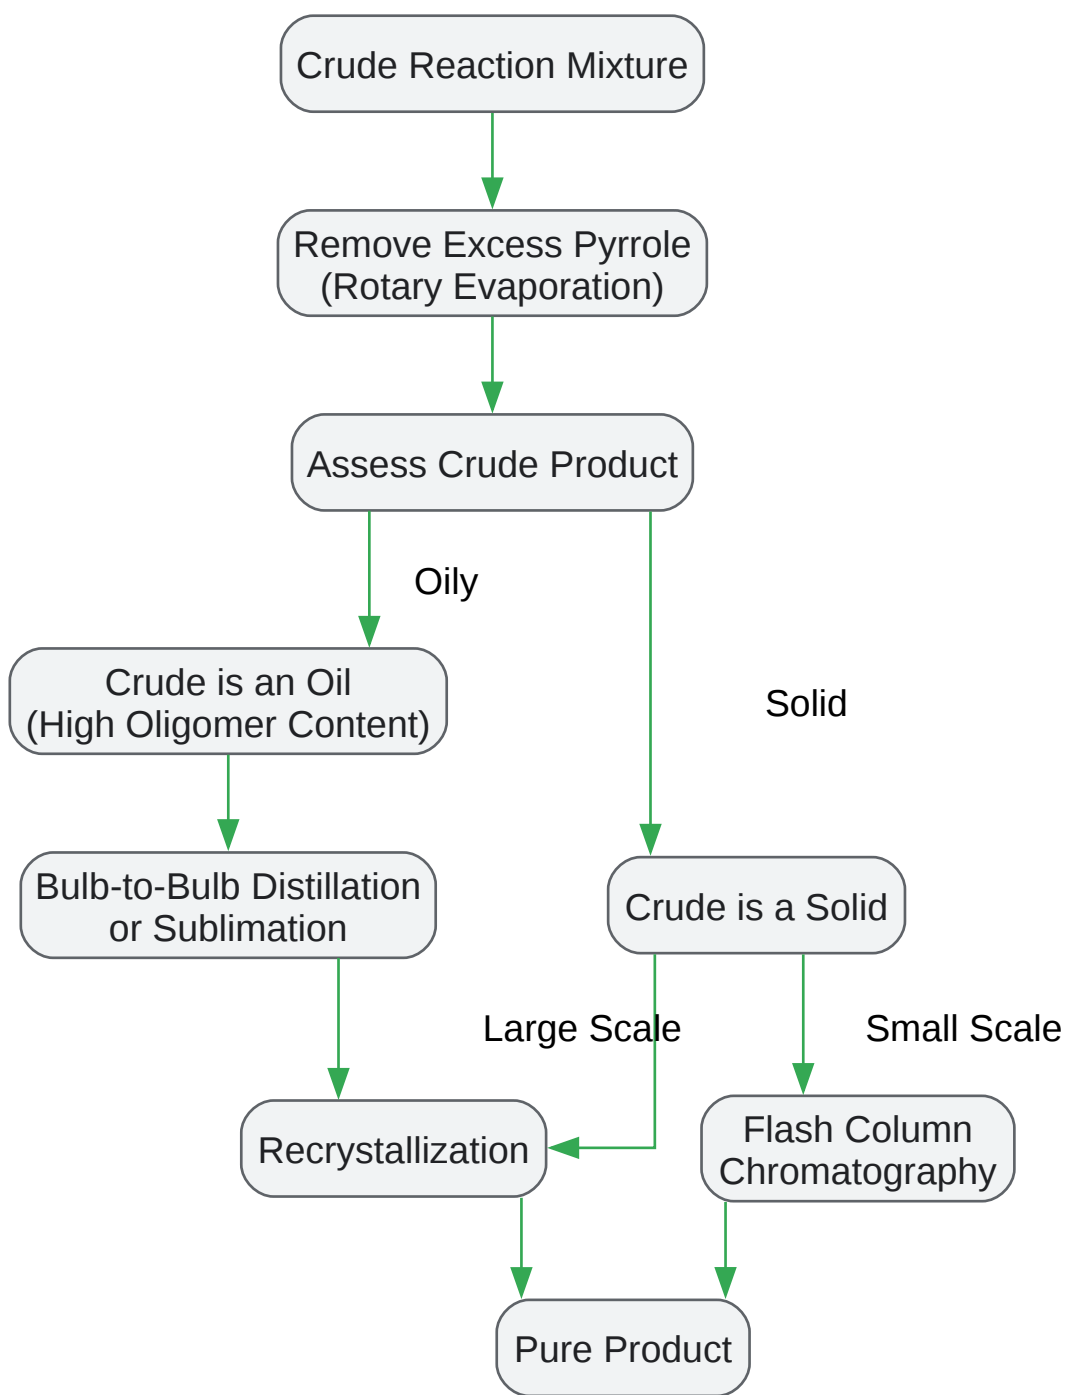 Crude Reaction Mixture
Remove Excess Pyrrole
(Rotary Evaporation)
Assess Crude Product
Oily
Crude is an Oil
(High Oligomer Content)
Solid
Bulb-to-Bulb Distillation
or Sublimation
Crude is a Solid
Large Scale
Small Scale
Recrystallization
Flash Column
Chromatography
Pure Product